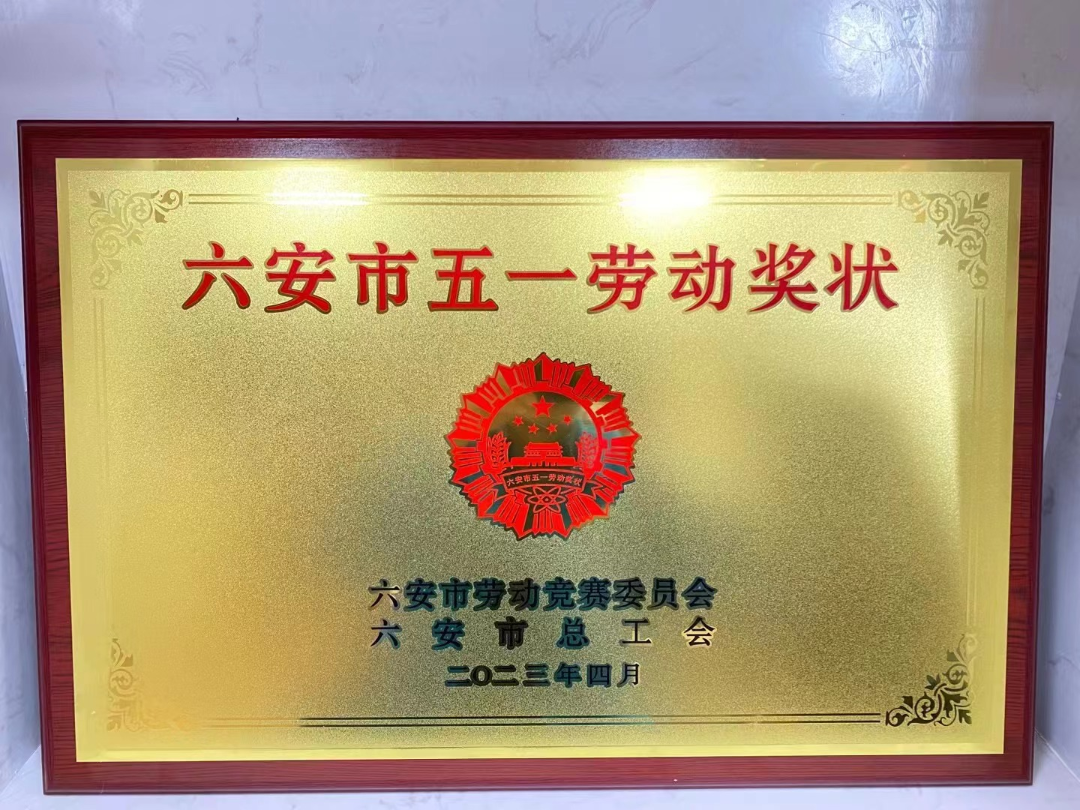 六安市五一劳动奖状
六安市五一劳动奖状
六安市劳动竞赛委员会
六安市总工会
二〇二三年四月